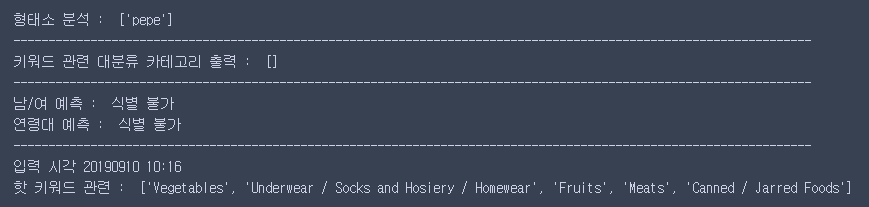 형태소 분석 :  ['pepe']
--------------------------------------------------------------------------------------------------------------
키워드 관련 대분류 카테고리 출력 :  []
--------------------------------------------------------------------------------------------------------------
남/여 예측 :  식별 불가
연령대 예측 :  식별 불가
--------------------------------------------------------------------------------------------------------------
입력 시각 20190910 10:16
핫 키워드 관련 :  ['Vegetables', 'Underwear / Socks and Hosiery / Homewear', 'Fruits', 'Meats', 'Canned / Jarred Foods']